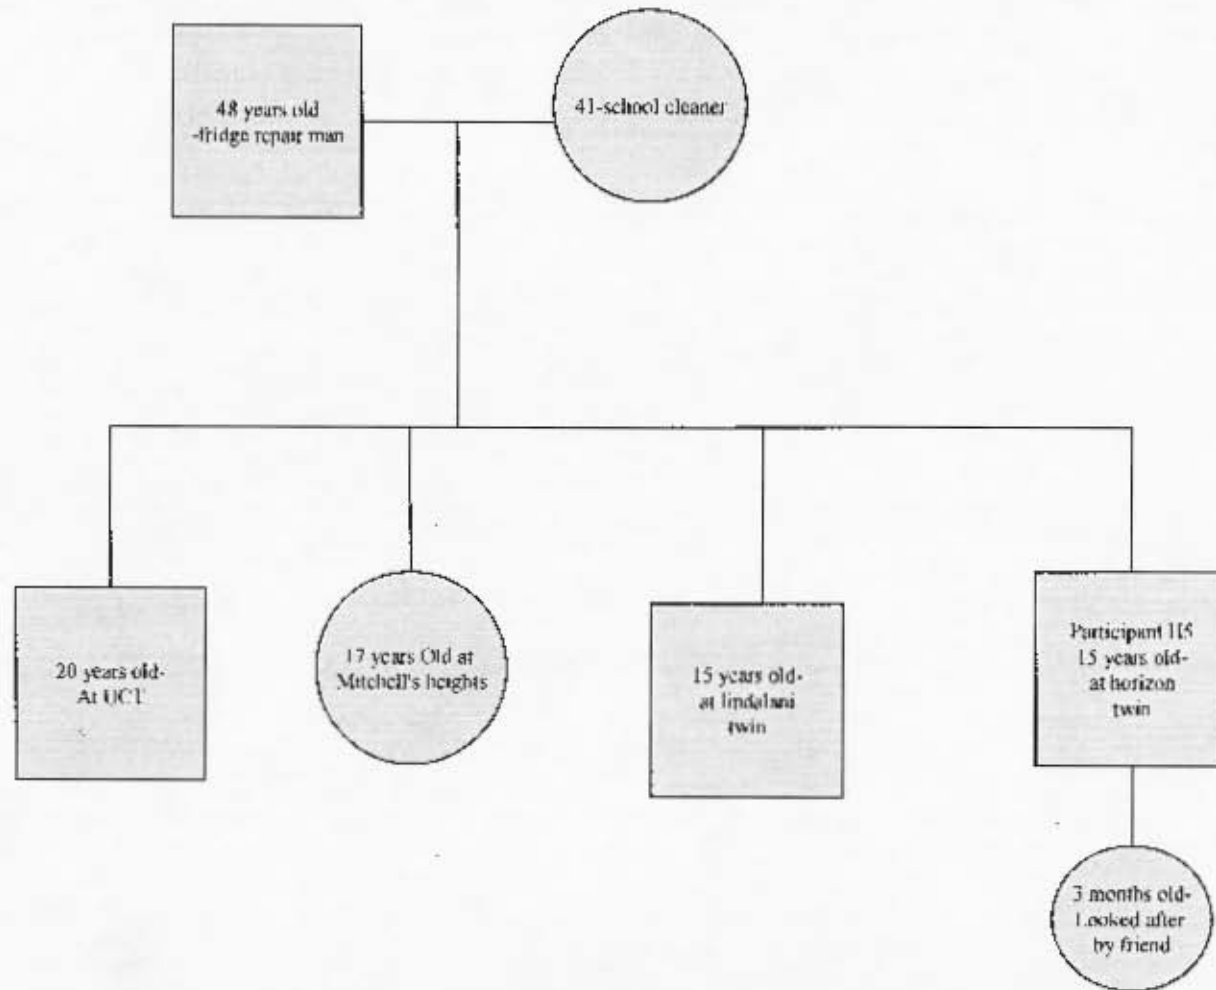 48 years old
-fridge repair man
41-school cleaner
20 years old-
At UCT
17 years Old at
Mitchell's heights
15 years old-
at lindalani
twin
Participant H5
15 years old-
at horizon
twin
3 months old-
Looked after
by friend